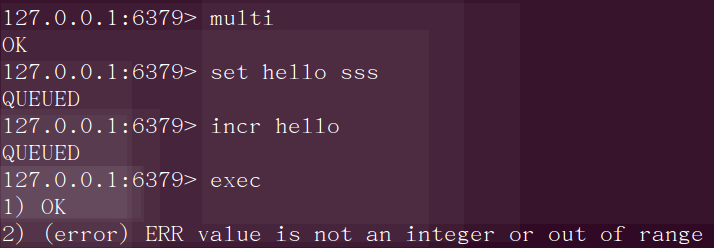 127.0.0.1:6379> multi
OK
127.0.0.1:6379> set hello sss
QUEUED
127.0.0.1:6379> incr hello
QUEUED
127.0.0.1:6379> exec
1) OK
2) (error) ERR value is not an integer or out of range